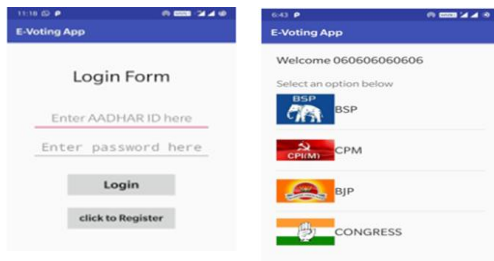 11:18
E-Voting App
Login Form
Enter AADHAR ID here
Enter password here
Login
click to Register
6:43
E-Voting App
Welcome 060606060606
Select an option below
BSP
BSP
CPI(M)
CPM
BJP
CONGRESS